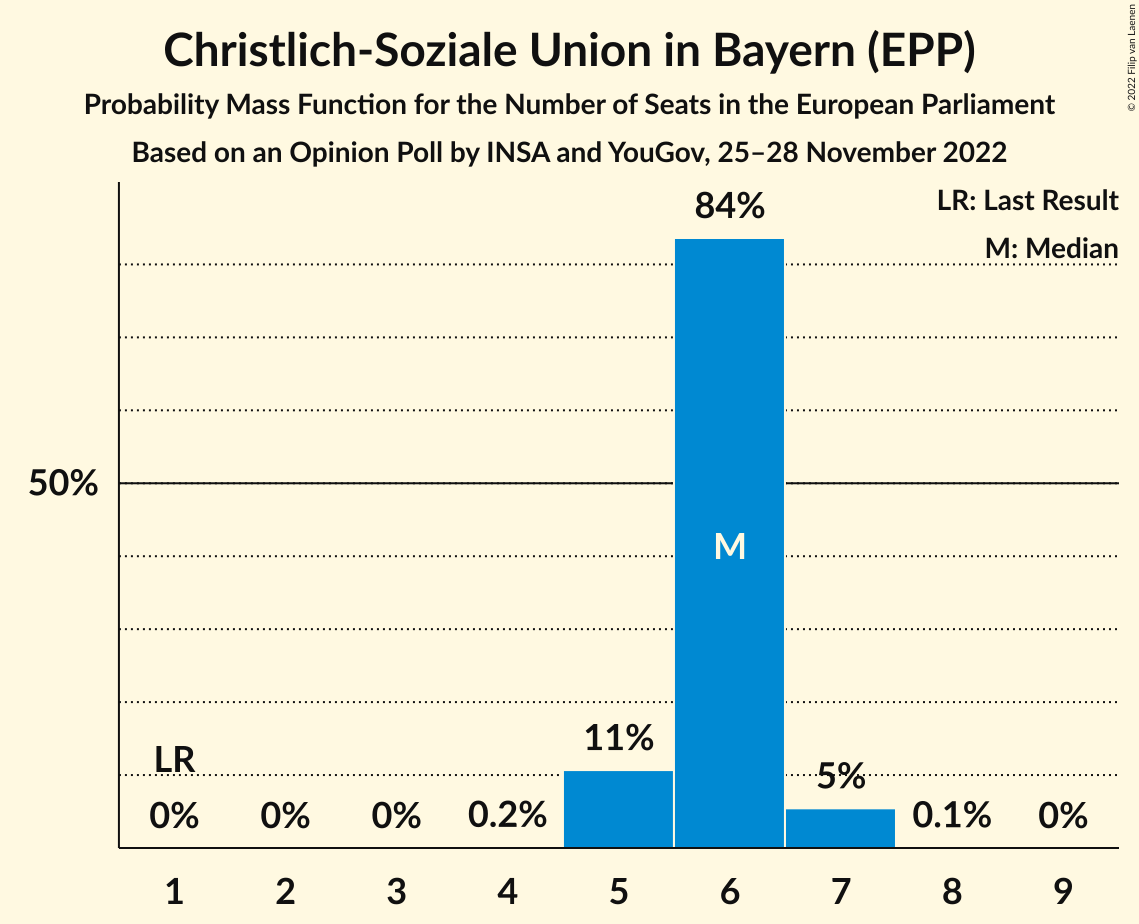 Christlich-Soziale Union in Bayern (EPP)
Probability Mass Function for the Number of Seats in the European Parliament
Based on an Opinion Poll by INSA and YouGov, 25–28 November 2022
© 2022 Filip van Laenen
LR: Last Result
M: Median
84%
50%
M
11%
LR
5%
0% 0% 0% 0.2% 0.1% 0%
1 2 3 4 5 6 7 8 9